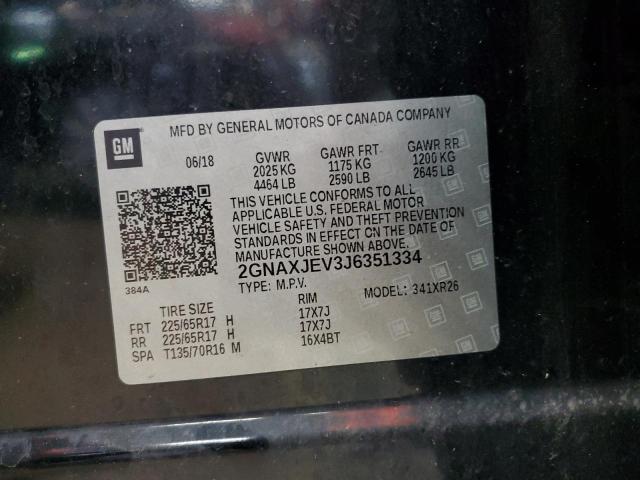 MFD BY GENERAL MOTORS OF CANADA COMPANY
GM
06/18 GVWR GAWR FRT GAWR RR
2025 KG 1175 KG 1200 KG
4464 LB 2590 LB 2645 LB
THIS VEHICLE CONFORMS TO ALL
APPLICABLE U.S. FEDERAL MOTOR
VEHICLE SAFETY AND THEFT PREVENTION
STANDARDS IN EFFECT ON THE DATE OF
MANUFACTURE SHOWN ABOVE.
2GNAXJEV3J6351334
384A
TYPE: M.P.V. MODEL: 341XR26
TIRE SIZE RIM
FRT 225/65R17 H 17X7J
RR 225/65R17 H 17X7J
SPA T135/70R16 M 16X4BT